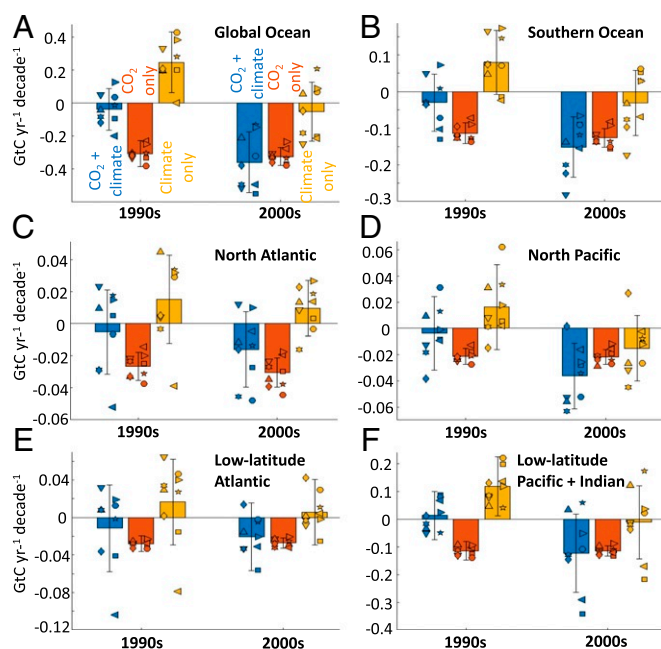 A
Global Ocean
GtC yr-1 decade-1
0.4
0.2
0
-0.2
-0.4
CO2 +
climate
CO2
only
Climate
only
CO2 +
climate
CO2
only
Climate
only
1990s
2000s
B
Southern Ocean
0.1
0
-0.1
-0.2
-0.3
1990s
2000s
C
North Atlantic
GtC yr-1 decade-1
0.04
0.02
0
-0.02
-0.04
-0.06
1990s
2000s
D
North Pacific
0.06
0.04
0.02
0
-0.02
-0.04
-0.06
1990s
2000s
E
Low-latitude
Atlantic
GtC yr-1 decade-1
0.04
0
-0.04
-0.08
-0.12
1990s
2000s
F
Low-latitude
Pacific + Indian
0.2
0.1
0
-0.1
-0.2
-0.3
-0.4
1990s
2000s